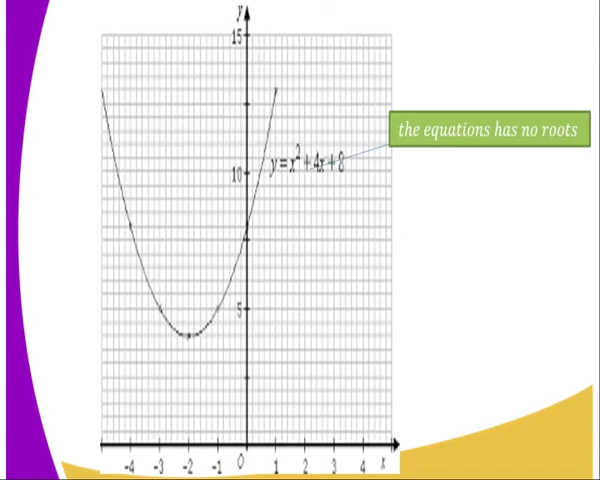 y
15
the equations has no roots
y = x² + 4x + 8
10
5
-4 -3 -2 -1 O 1 2 3 4 x